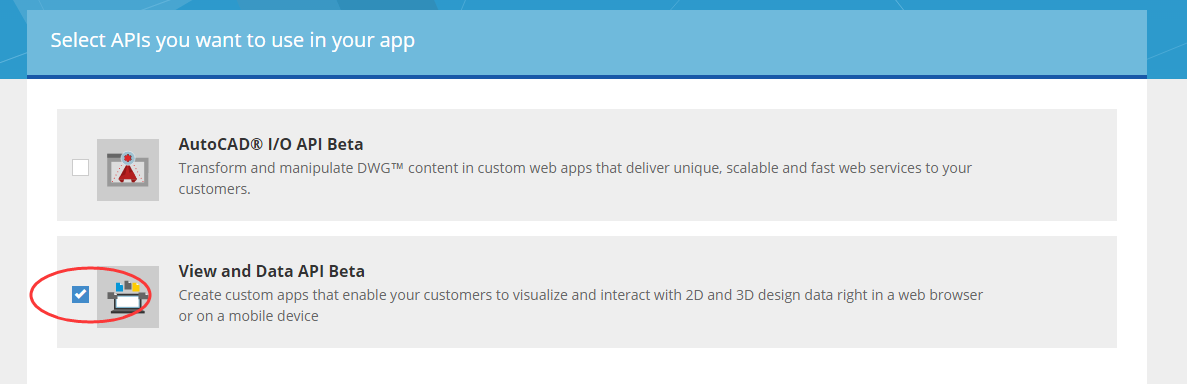 Select APIs you want to use in your app
AutoCAD® I/O API Beta
Transform and manipulate DWG™ content in custom web apps that deliver unique, scalable and fast web services to your
customers.
View and Data API Beta
Create custom apps that enable your customers to visualize and interact with 2D and 3D design data right in a web browser
or on a mobile device